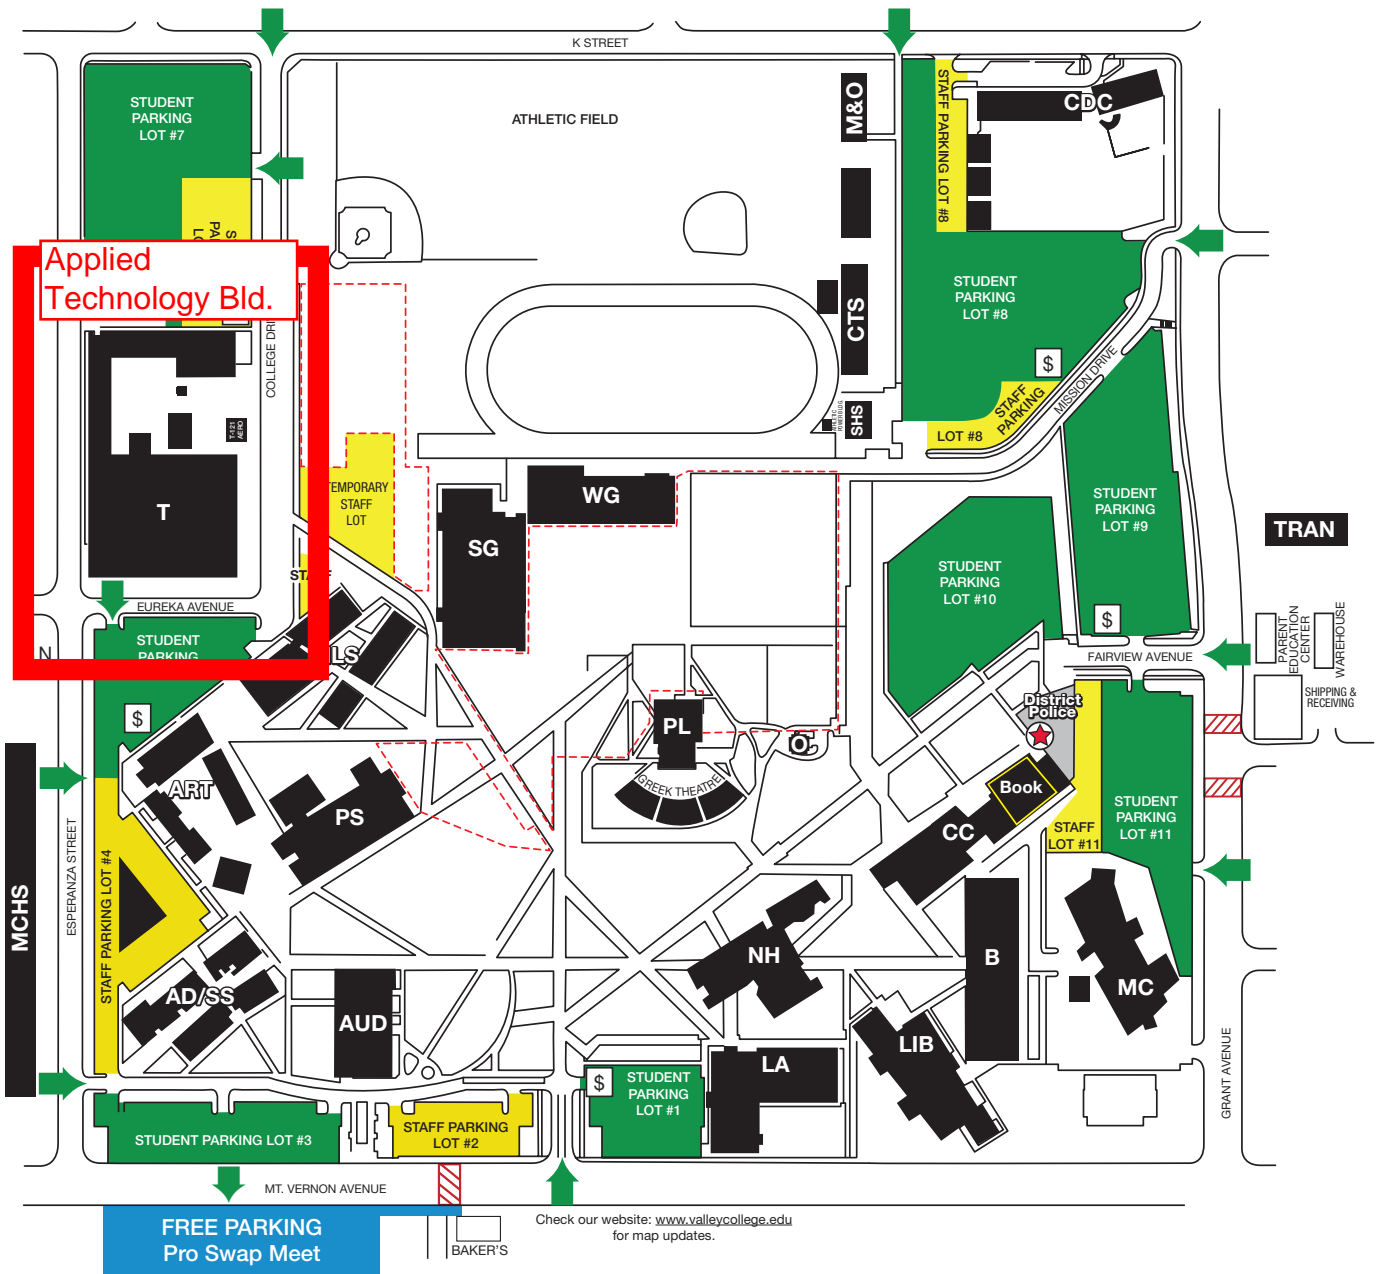 K STREET
STUDENT
PARKING
LOT #7
ATHLETIC FIELD
M&O
STAFF PARKING LOT #8
CDC
Applied
Technology Bld.
COLLEGE DRI
STUDENT
PARKING
LOT #8
CTS
$
MISSION DRIVE
STAFF
PARKING
LOT #8
SHS
T-121
AERO
T
TEMPORARY
STAFF
LOT
WG
SG
STUDENT
PARKING
LOT #9
TRAN
STUDENT
PARKING
LOT #10
STAFF
EUREKA AVENUE
$
STUDENT
PARKING
N
LS
FAIRVIEW AVENUE
PARENT
EDUCATION
CENTER
WAREHOUSE
SHIPPING &
RECEIVING
District
Police
$
PL
O.
GREEK THEATRE
ART
PS
Book
CC
STAFF
LOT #11
STUDENT
PARKING
LOT #11
MCHS
ESPERANZA STREET
STAFF PARKING LOT #4
NH
B
MC
AD/SS
AUD
LIB
LA
$
STUDENT
PARKING
LOT #1
GRANT AVENUE
STUDENT PARKING LOT #3
STAFF PARKING
LOT #2
MT. VERNON AVENUE
FREE PARKING
Pro Swap Meet
BAKER'S
Check our website: www.valleycollege.edu
for map updates.